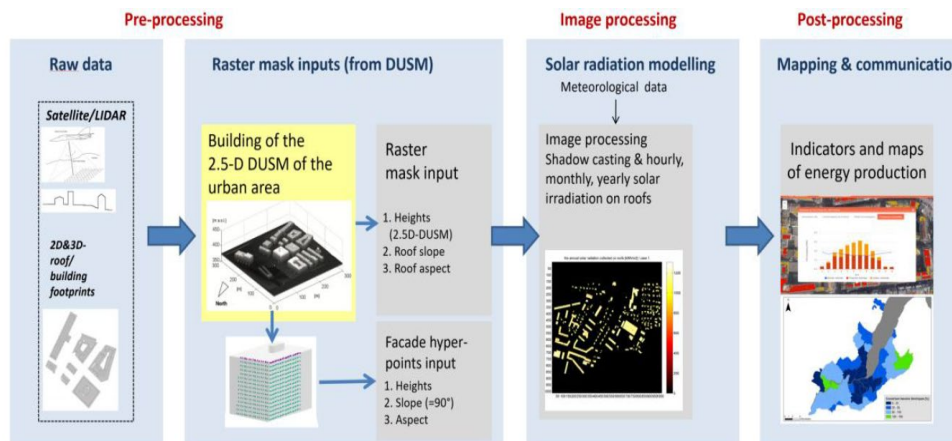 Pre-processing
Image processing
Post-processing
Raw data
Satellite/LIDAR
2D&3D-
roof/
building
footprints
Raster mask inputs (from DUSM)
Building of the
2.5-D DUSM of the
urban area
North
Raster
mask input
1. Heights
(2.5D-DUSM)
2. Roof slope
3. Roof aspect
Facade hyper-
points input
1. Heights
2. Slope (=90°)
3. Aspect
Solar radiation modelling
Meteorological data
Image processing
Shadow casting & hourly,
monthly, yearly solar
irradiation on roofs
Mapping & communication
Indicators and maps
of energy production